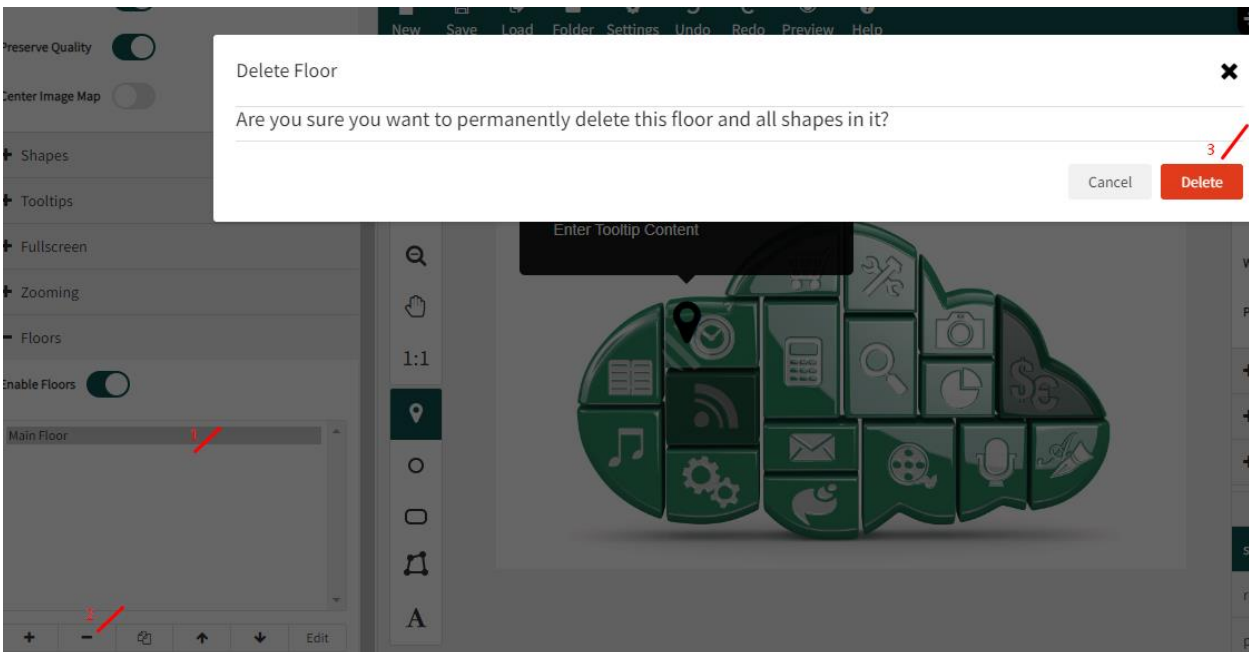 New Save Load Folder Settings Undo Redo Preview Help
Preserve Quality
Center Image Map
Delete Floor
Are you sure you want to permanently delete this floor and all shapes in it?
3
Cancel Delete
+ Shapes
+ Tooltips
+ Fullscreen
+ Zooming
- Floors
Enable Floors
Main Floor
1
2
Edit
Enter Tooltip Content
1:1
A
$€